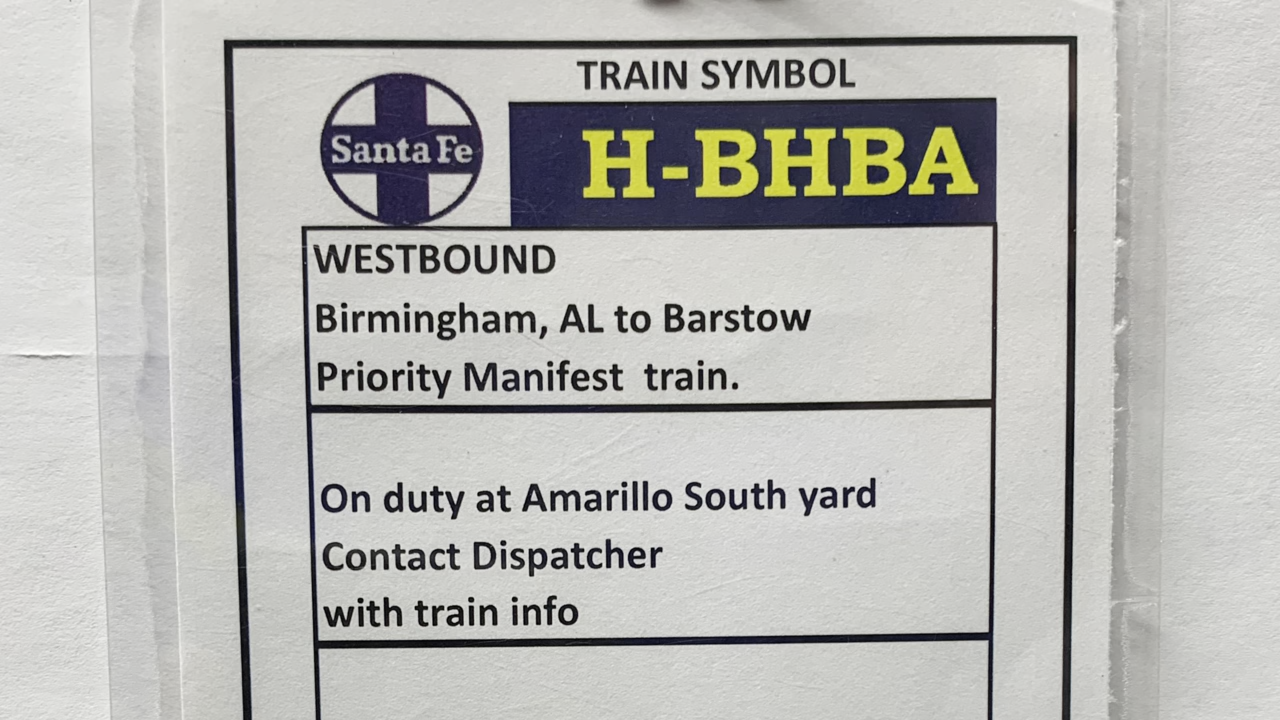 TRAIN SYMBOL
Santa Fe
H-BHBA
WESTBOUND
Birmingham, AL to Barstow
Priority Manifest  train.
On duty at Amarillo South yard
Contact Dispatcher
with train info